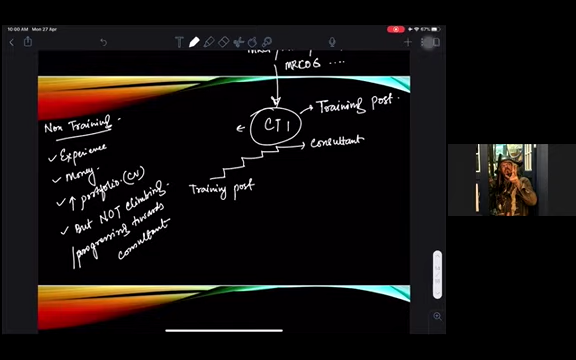 10:00 AM Mon 27 Apr
67%
MRCOG ....
CT1
Training post.
consultant
Training post
Non Training.
✓ Experience
✓ Money.
✓ ↑ portfolio.(CV)
✓ But NOT climbing.
/progressing towards
consultant